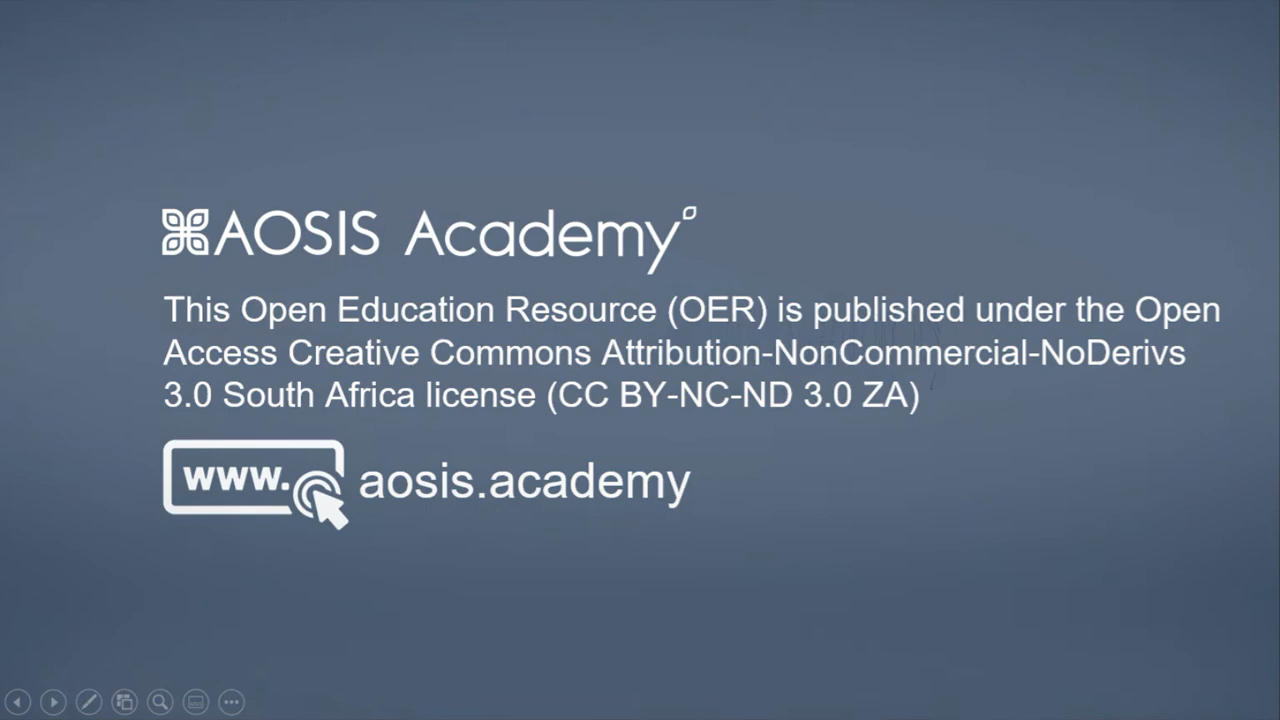 AOSIS Academy
This Open Education Resource (OER) is published under the Open
Access Creative Commons Attribution-NonCommercial-NoDerivs
3.0 South Africa license (CC BY-NC-ND 3.0 ZA)
www. aosis.academy